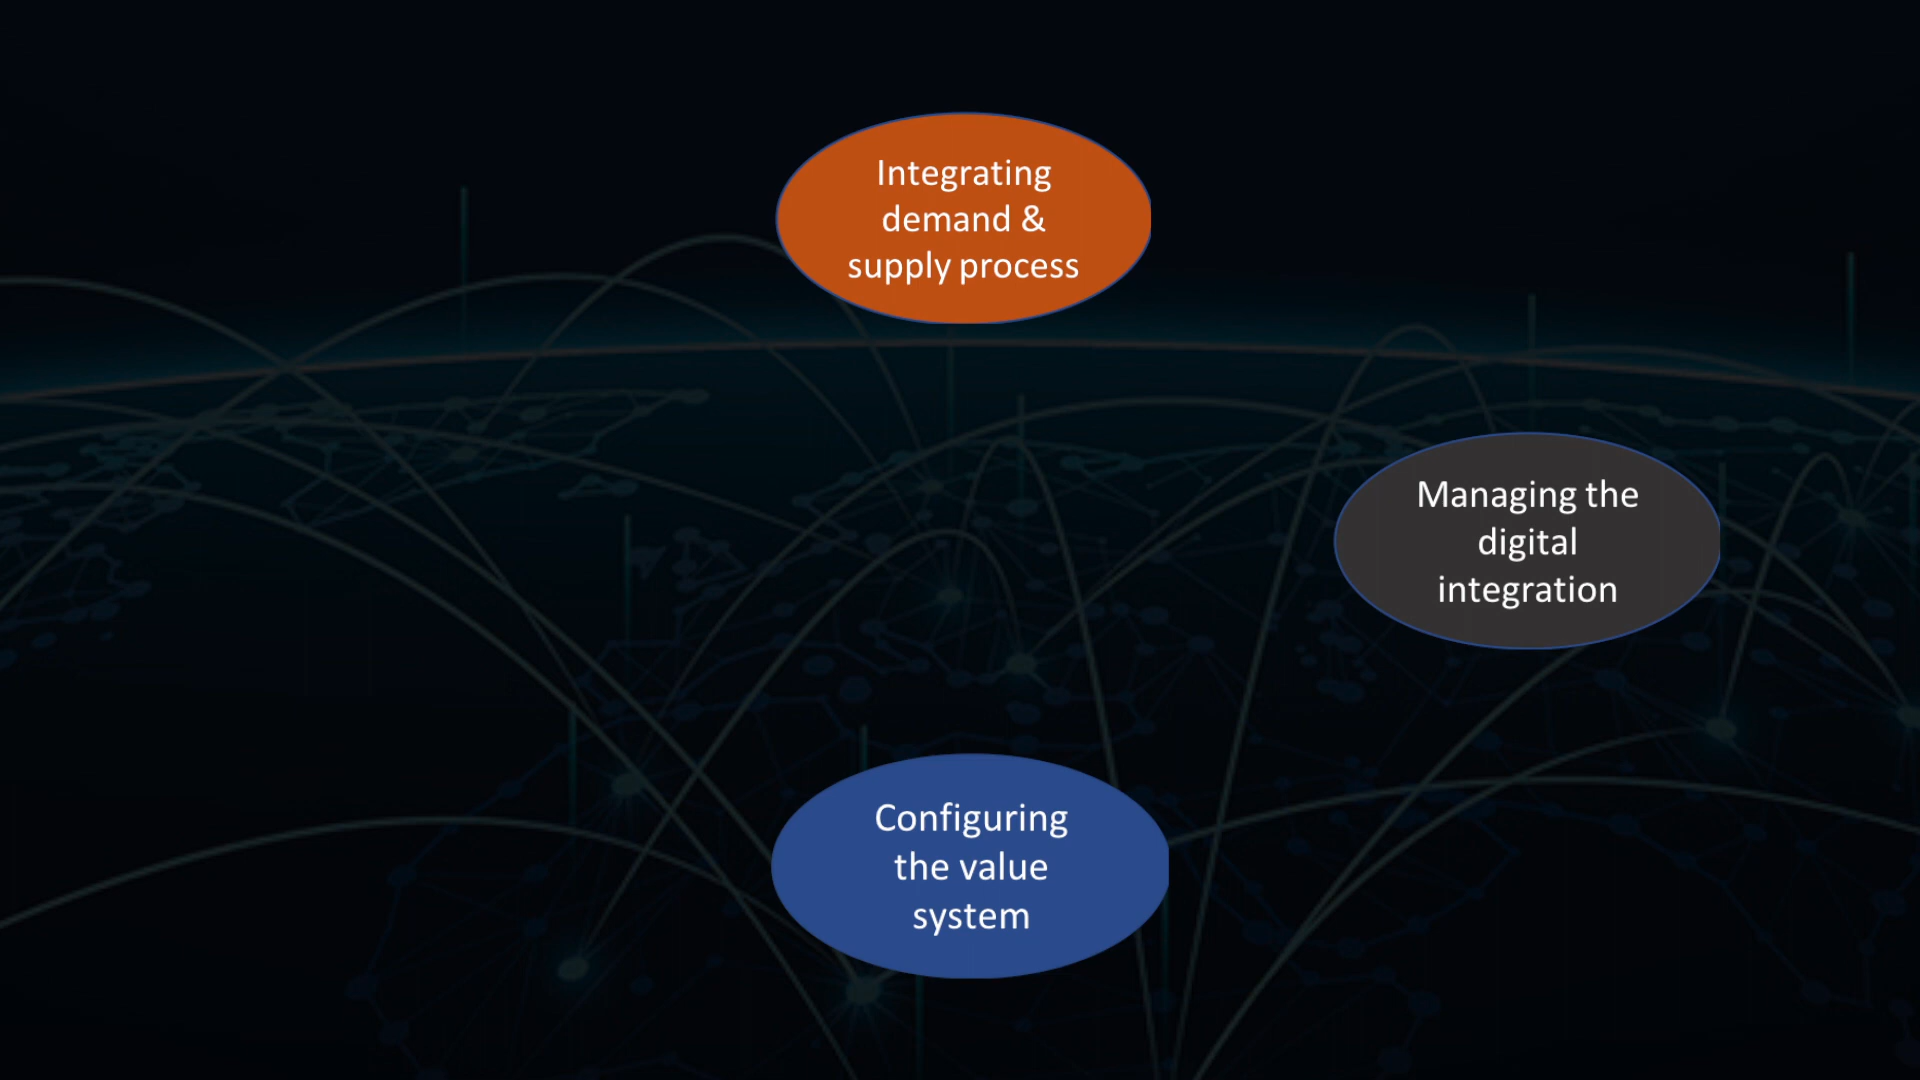 Integrating
demand &
supply process
Managing the
digital
integration
Configuring
the value
system